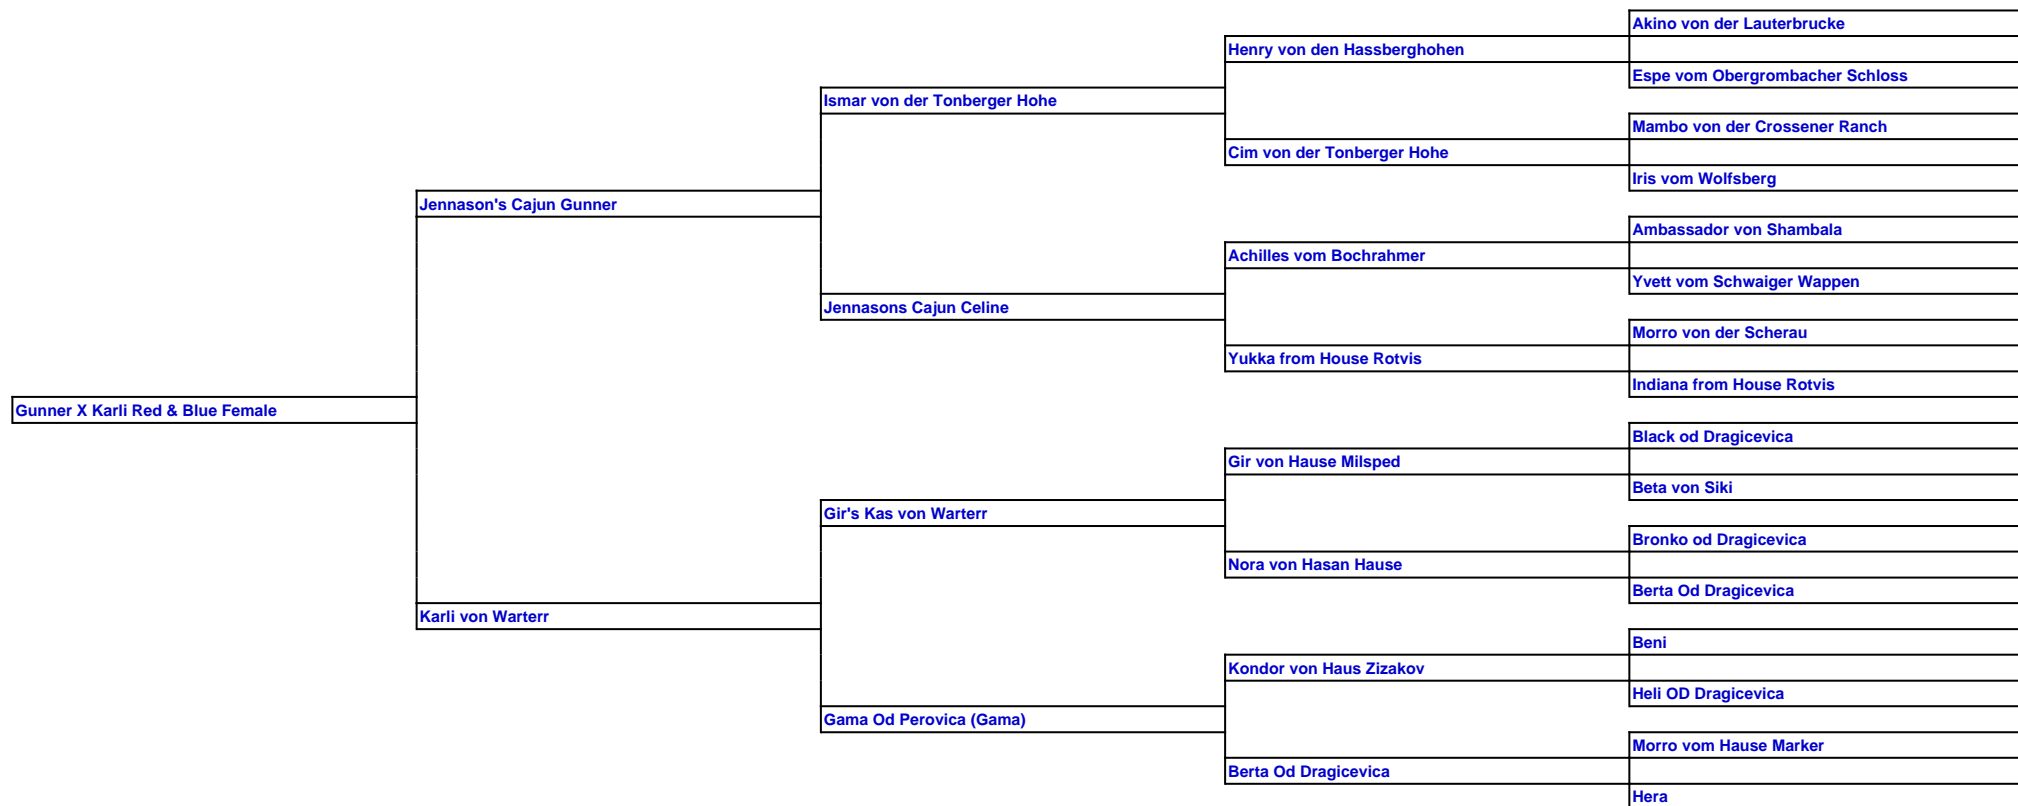 Akino von der Lauterbrucke
Henry von den Hassberghohen
Espe vom Obergrombacher Schloss
Ismar von der Tonberger Hohe
Mambo von der Crossener Ranch
Cim von der Tonberger Hohe
Iris vom Wolfsberg
Jennason's Cajun Gunner
Ambassador von Shambala
Achilles vom Bochrahmer
Yvett vom Schwaiger Wappen
Jennasons Cajun Celine
Morro von der Scherau
Yukka from House Rotvis
Indiana from House Rotvis
Gunner X Karli Red & Blue Female
Black od Dragicevica
Gir von Hause Milsped
Beta von Siki
Gir's Kas von Warterr
Bronko od Dragicevica
Nora von Hasan Hause
Berta Od Dragicevica
Karli von Warterr
Beni
Kondor von Haus Zizakov
Heli OD Dragicevica
Gama Od Perovica (Gama)
Morro vom Hause Marker
Berta Od Dragicevica
Hera